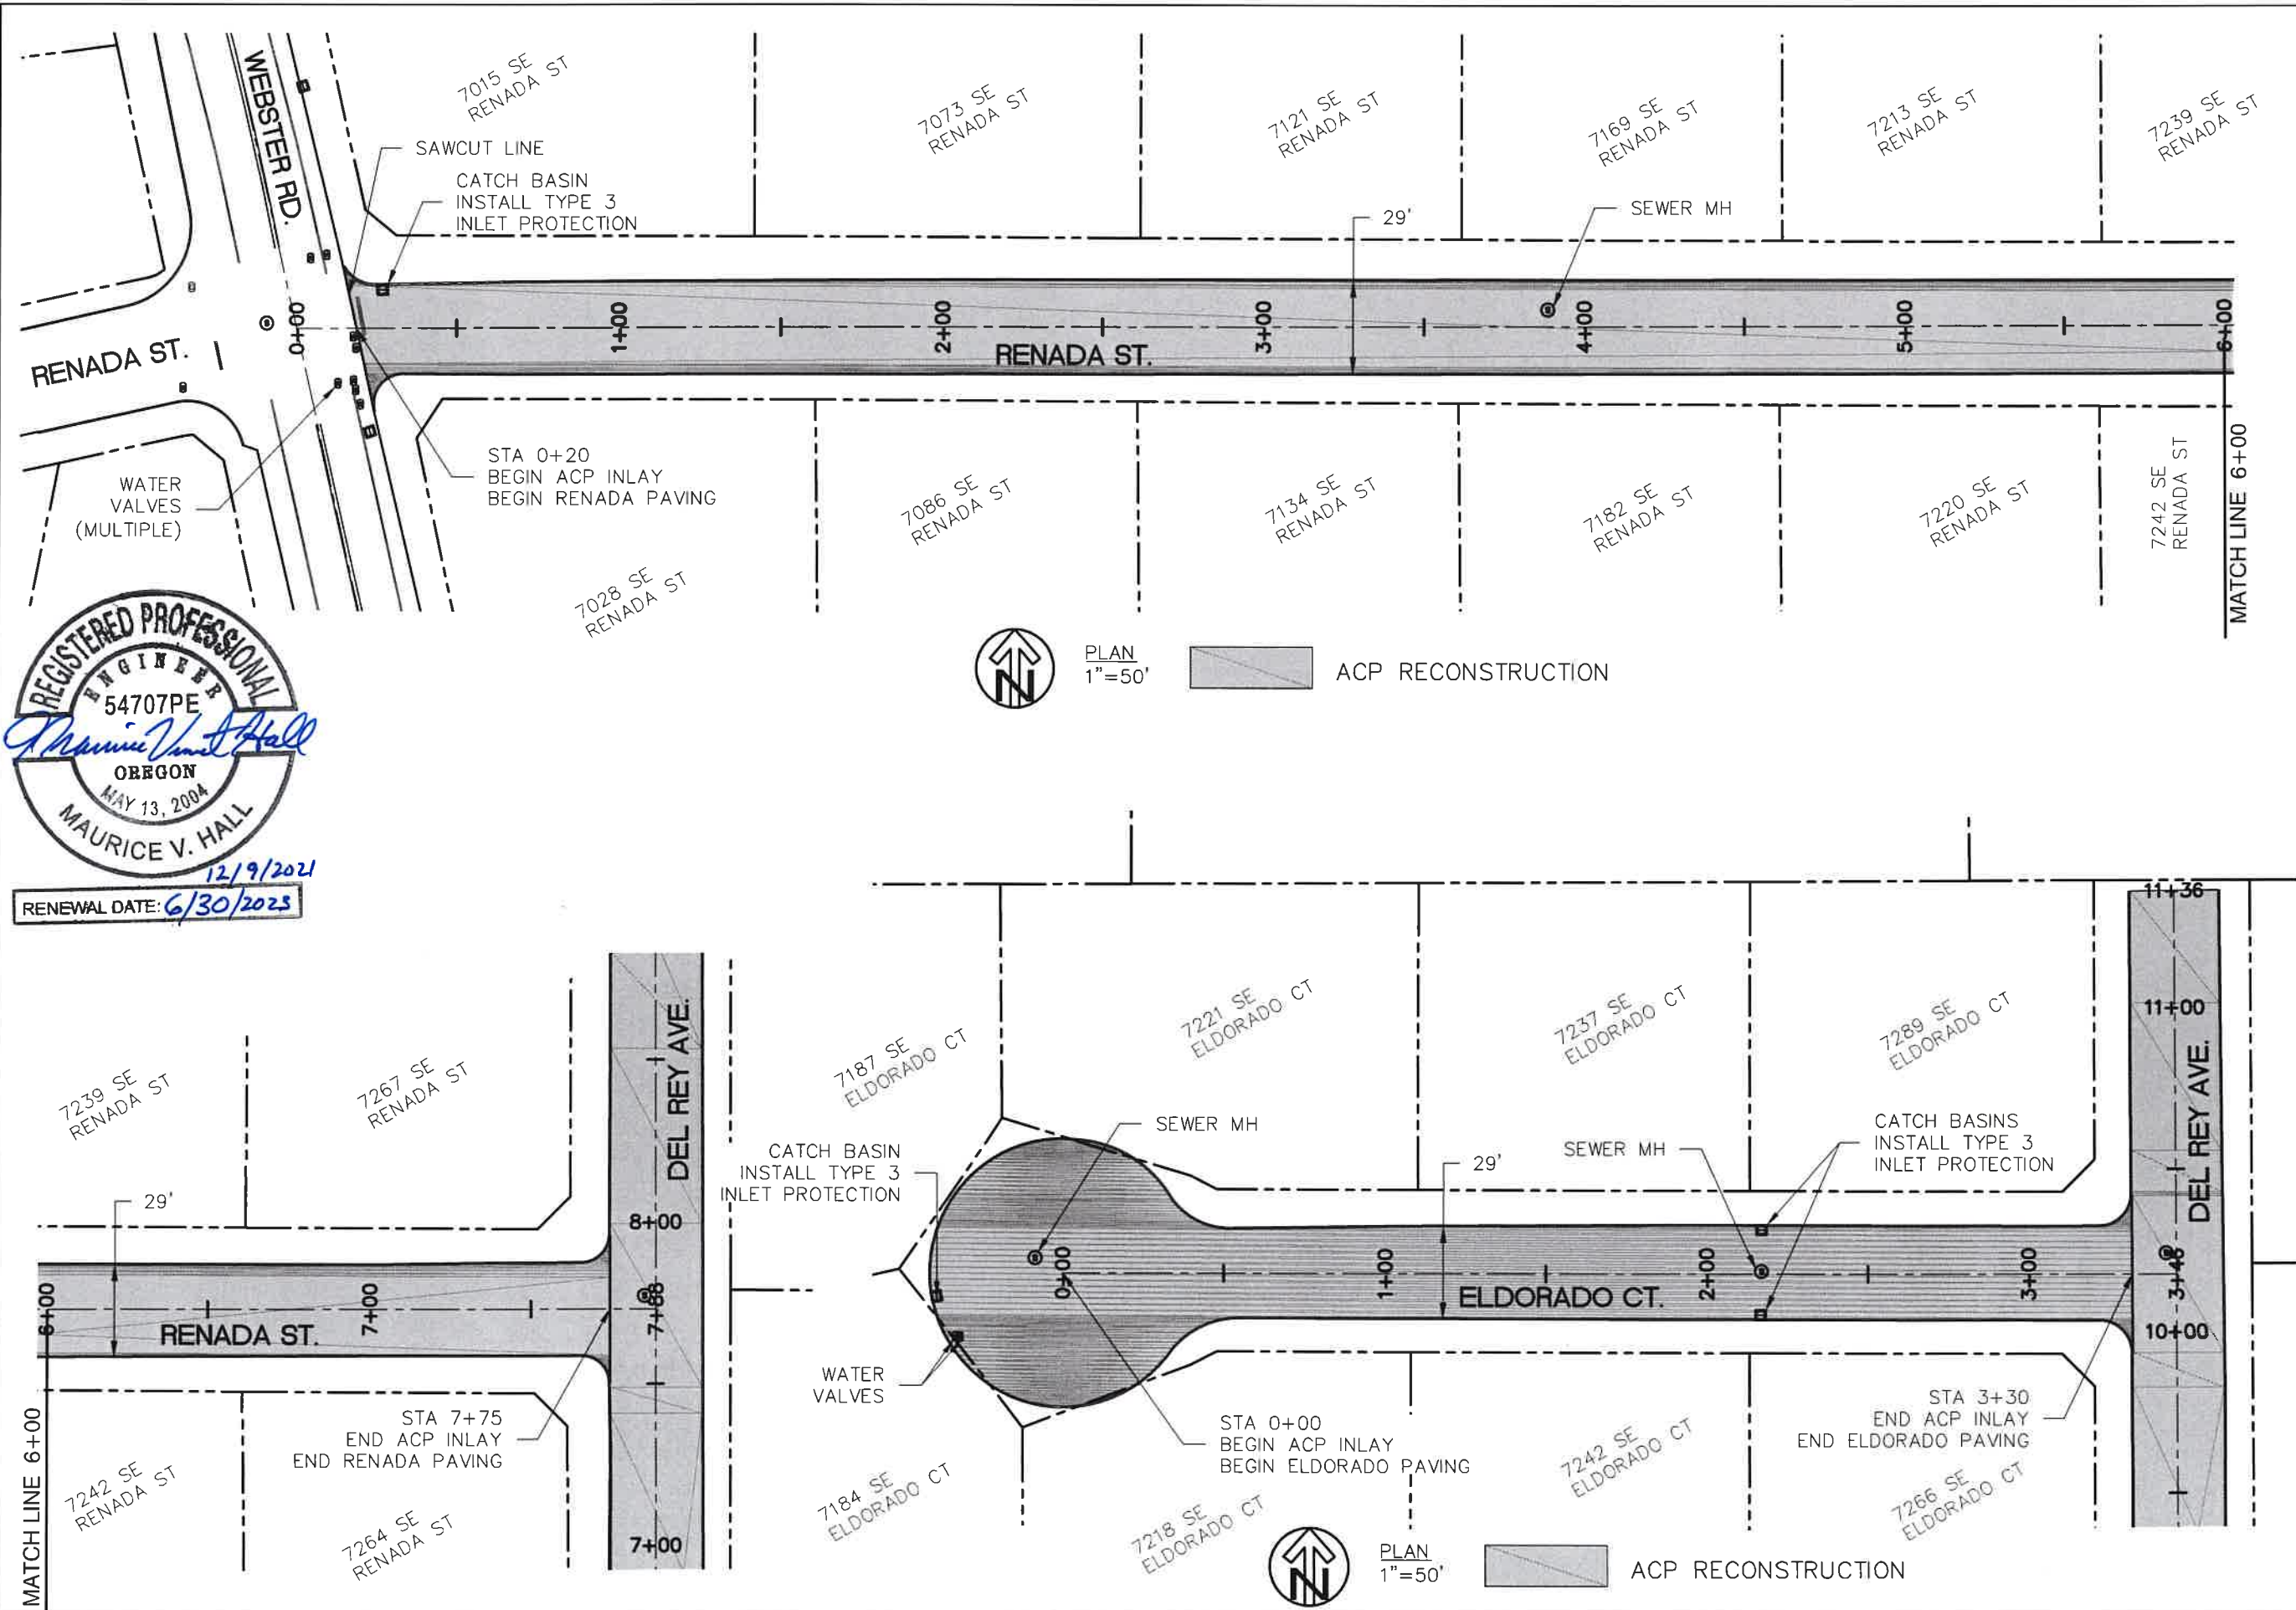 WEBSTER RD.
7015 SE
RENADA ST
7073 SE
RENADA ST
7121 SE
RENADA ST
7169 SE
RENADA ST
7213 SE
RENADA ST
7239 SE
RENADA ST
SAWCUT LINE
CATCH BASIN
INSTALL TYPE 3
INLET PROTECTION
29'
SEWER MH
RENADA ST.
0+00
1+00
2+00
3+00
4+00
5+00
6+00
RENADA ST.
WATER
VALVES
(MULTIPLE)
STA 0+20
BEGIN ACP INLAY
BEGIN RENADA PAVING
7028 SE
RENADA ST
7086 SE
RENADA ST
7134 SE
RENADA ST
7182 SE
RENADA ST
7220 SE
RENADA ST
7242 SE
RENADA ST
MATCH LINE 6+00
N
PLAN
1"=50'
ACP RECONSTRUCTION
REGISTERED PROFESSIONAL
ENGINEER
54707PE
Maurice Vincent Hall
OREGON
MAY 13, 2004
MAURICE V. HALL
12/9/2021
RENEWAL DATE: 6/30/2023
7239 SE
RENADA ST
7267 SE
RENADA ST
DEL REY AVE.
29'
8+00
6+00
7+00
7+88
RENADA ST.
STA 7+75
END ACP INLAY
END RENADA PAVING
7242 SE
RENADA ST
7264 SE
RENADA ST
7+00
MATCH LINE 6+00
7187 SE
ELDORADO CT
7221 SE
ELDORADO CT
7237 SE
ELDORADO CT
7289 SE
ELDORADO CT
11+36
11+00
DEL REY AVE.
10+00
CATCH BASIN
INSTALL TYPE 3
INLET PROTECTION
SEWER MH
29'
SEWER MH
CATCH BASINS
INSTALL TYPE 3
INLET PROTECTION
0+00
1+00
2+00
3+00
3+46
ELDORADO CT.
WATER
VALVES
STA 0+00
BEGIN ACP INLAY
BEGIN ELDORADO PAVING
STA 3+30
END ACP INLAY
END ELDORADO PAVING
7184 SE
ELDORADO CT
7218 SE
ELDORADO CT
7242 SE
ELDORADO CT
7266 SE
ELDORADO CT
N
PLAN
1"=50'
ACP RECONSTRUCTION